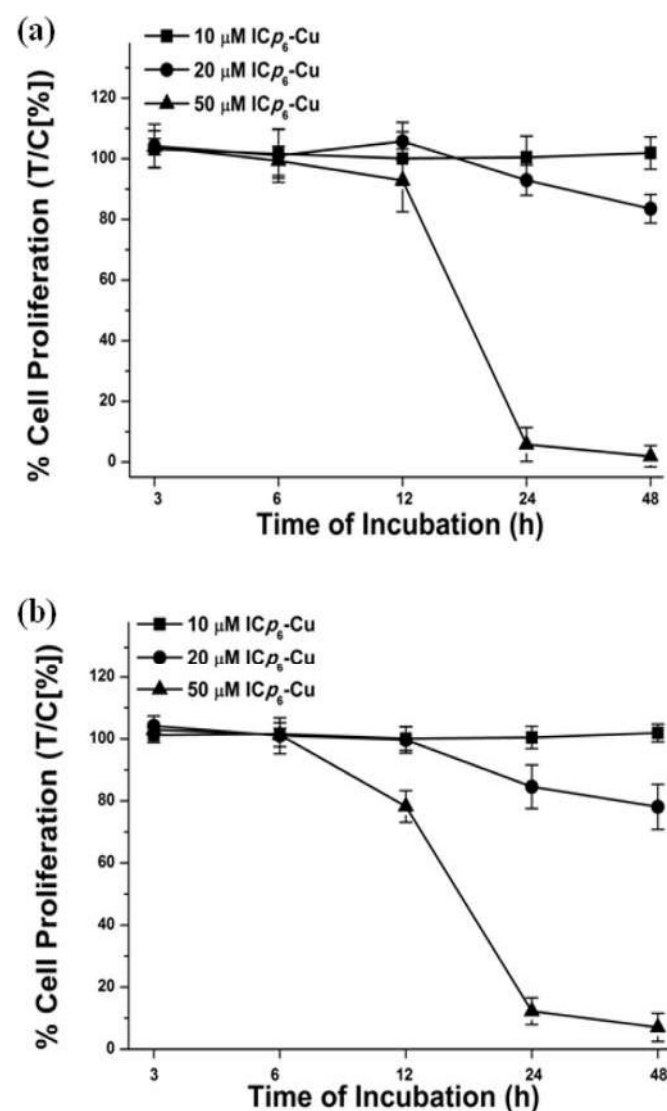 (a)
10 μM ICp₆-Cu
20 μM ICp₆-Cu
50 μM ICp₆-Cu
% Cell Proliferation (T/C[%])
120
100
80
60
40
20
0
3 6 12 24 48
Time of Incubation (h)
(b)
10 μM ICp₆-Cu
20 μM ICp₆-Cu
50 μM ICp₆-Cu
% Cell Proliferation (T/C[%])
120
100
80
60
40
20
0
3 6 12 24 48
Time of Incubation (h)